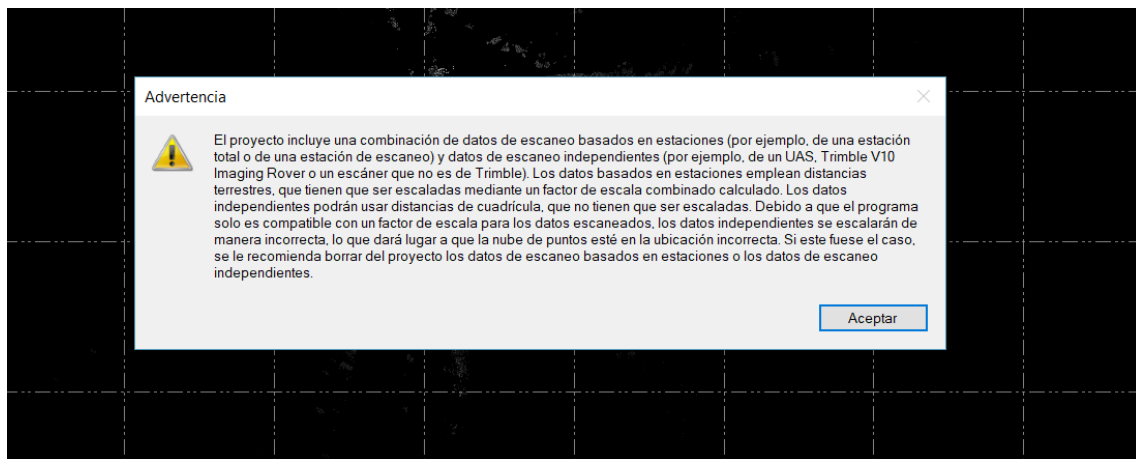 Advertencia
El proyecto incluye una combinación de datos de escaneo basados en estaciones (por ejemplo, de una estación
total o de una estación de escaneo) y datos de escaneo independientes (por ejemplo, de un UAS, Trimble V10
Imaging Rover o un escáner que no es de Trimble). Los datos basados en estaciones emplean distancias
terrestres, que tienen que ser escaladas mediante un factor de escala combinado calculado. Los datos
independientes podrán usar distancias de cuadrícula, que no tienen que ser escaladas. Debido a que el programa
solo es compatible con un factor de escala para los datos escaneados, los datos independientes se escalarán de
manera incorrecta, lo que dará lugar a que la nube de puntos esté en la ubicación incorrecta. Si este fuese el caso,
se le recomienda borrar del proyecto los datos de escaneo basados en estaciones o los datos de escaneo
independientes.
Aceptar